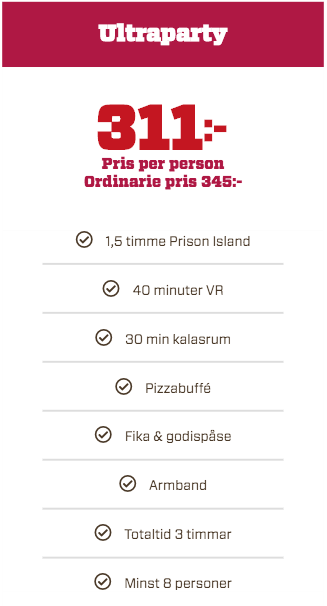 Ultraparty
311:-
Pris per person
Ordinarie pris 345:-
1,5 timme Prison Island
40 minuter VR
30 min kalasrum
Pizzabuffé
Fika & godispåse
Armband
Totaltid 3 timmar
Minst 8 personer